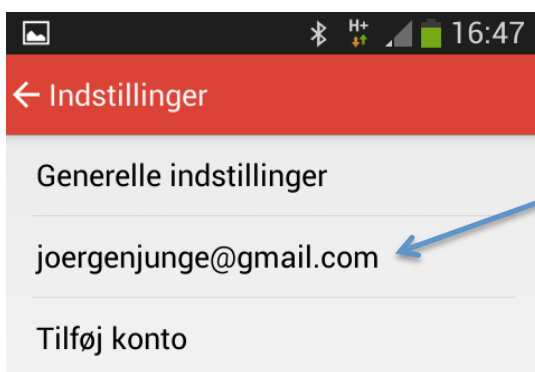 H+ 16:47
Indstillinger
Generelle indstillinger
joergenjunge@gmail.com
Tilføj konto